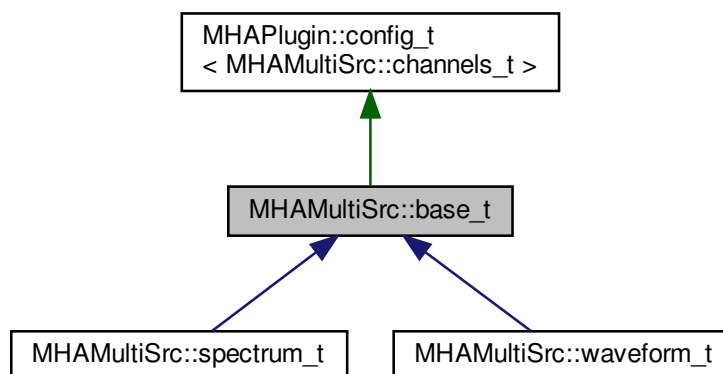 MHAPlugin::config_t
< MHAMultiSrc::channels_t >
MHAMultiSrc::base_t
MHAMultiSrc::spectrum_t
MHAMultiSrc::waveform_t